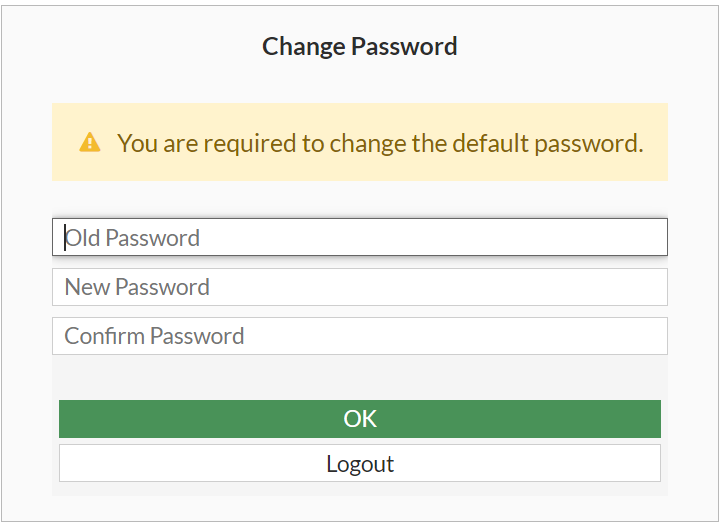 Change Password
You are required to change the default password.
Old Password
New Password
Confirm Password
OK
Logout